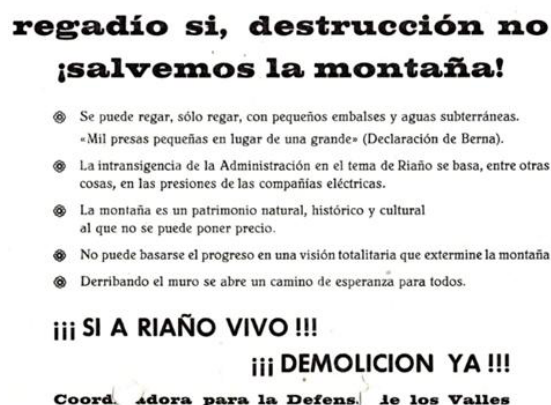 regadío si, destrucción no
¡salvemos la montaña!
Se puede regar, sólo regar, con pequeños embalses y aguas subterráneas.
«Mil presas pequeñas en lugar de una grande» (Declaración de Berna).
La intransigencia de la Administración en el tema de Riaño se basa, entre otras
cosas, en las presiones de las compañías eléctricas.
La montaña es un patrimonio natural, histórico y cultural
al que no se puede poner precio.
No puede basarse el progreso en una visión totalitaria que extermine la montaña
Derribando el muro se abre un camino de esperanza para todos.
¡¡¡ SI A RIAÑO VIVO !!!
¡¡¡ DEMOLICION YA !!!
para la los Valles